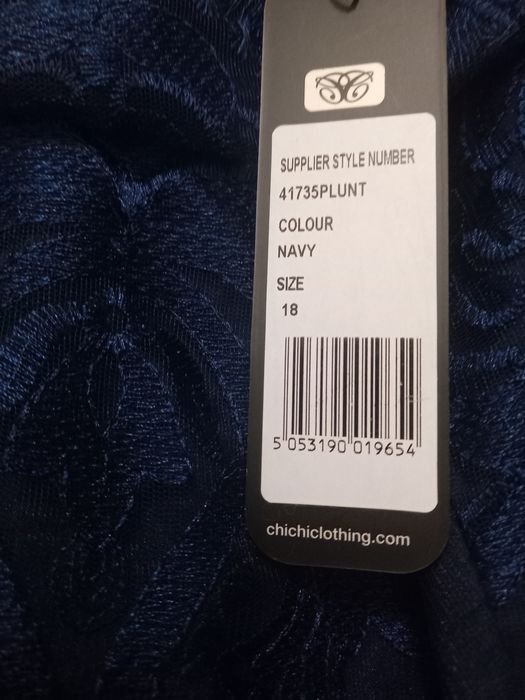 SUPPLIER STYLE NUMBER
41735PLUNT
COLOUR
NAVY
SIZE
18
5 053190 019654
chichiclothing.com